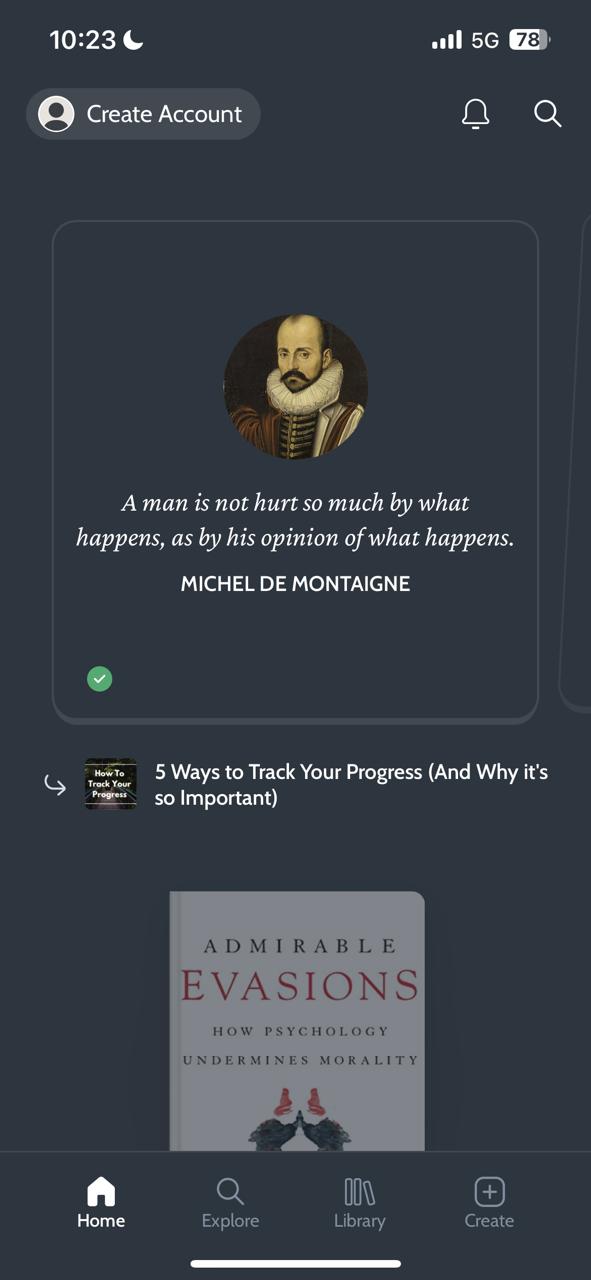 10:23
5G
78
Create Account
A man is not hurt so much by what
happens, as by his opinion of what happens.
MICHEL DE MONTAIGNE
How To
Track Your
Progress
5 Ways to Track Your Progress (And Why it's
so Important)
ADMIRABLE
EVASIONS
HOW PSYCHOLOGY
UNDERMINES MORALITY
Home
Explore
Library
Create